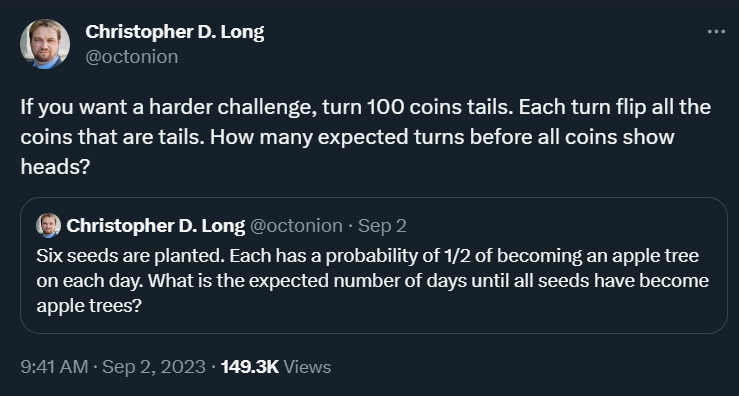 Christopher D. Long
@octonion
If you want a harder challenge, turn 100 coins tails. Each turn flip all the
coins that are tails. How many expected turns before all coins show
heads?
Christopher D. Long @octonion · Sep 2
Six seeds are planted. Each has a probability of 1/2 of becoming an apple tree
on each day. What is the expected number of days until all seeds have become
apple trees?
9:41 AM · Sep 2, 2023 · 149.3K Views